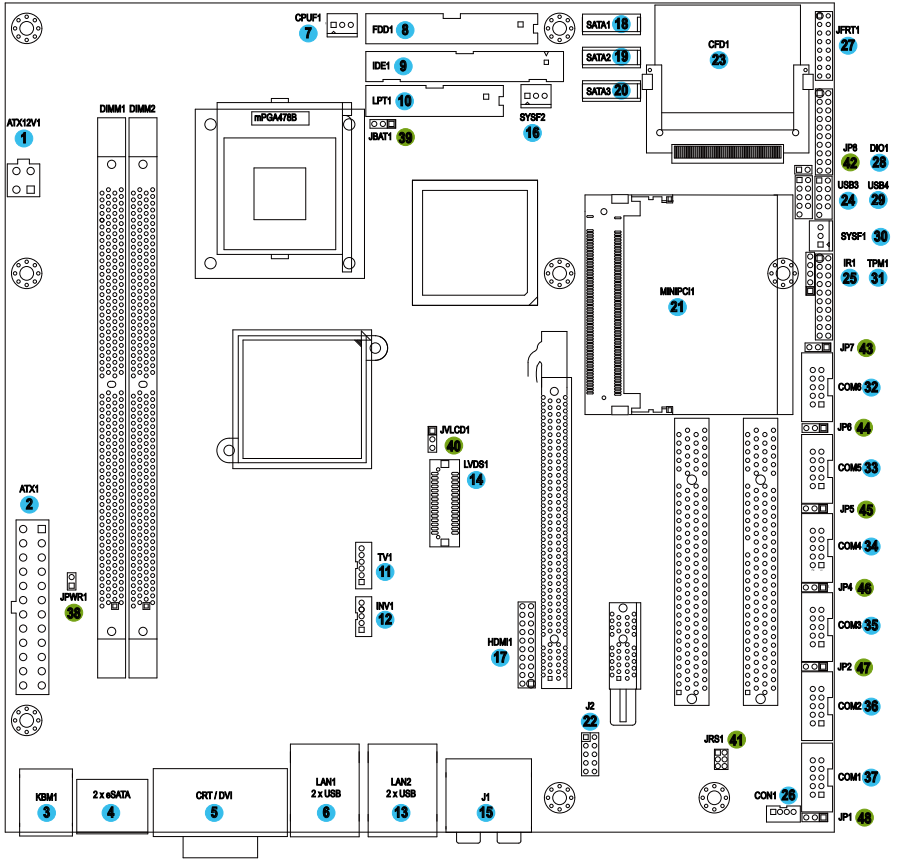 CPUF1
7
FDD1 8
SATA1 18
JFRT1
27
IDE1 9
SATA2 19
CFD1
23
LPT1 10
SATA3 20
SYSF2
16
DIMM1 DIMM2
mPGA478B
JBAT1 39
ATX12V1
1
JP8 DIO1
42 28
USB3 USB4
24 29
SYSF1 30
IR1 TPM1
25 31
MINIPCI1
21
JP7 43
COM6 32
JP6 44
JVLCD1
40
LVDS1
14
COM5 33
ATX1
2
JP5 45
COM4 34
TV1
11
JPWR1
38
JP4 46
INV1
12
COM3 35
HDMI1
17
JP2 47
COM2 36
J2
22
JRS1 41
COM1 37
KBM1
3
2 x eSATA
4
CRT / DVI
5
LAN1
2 x USB
6
LAN2
2 x USB
13
J1
15
CON1 26
JP1 48